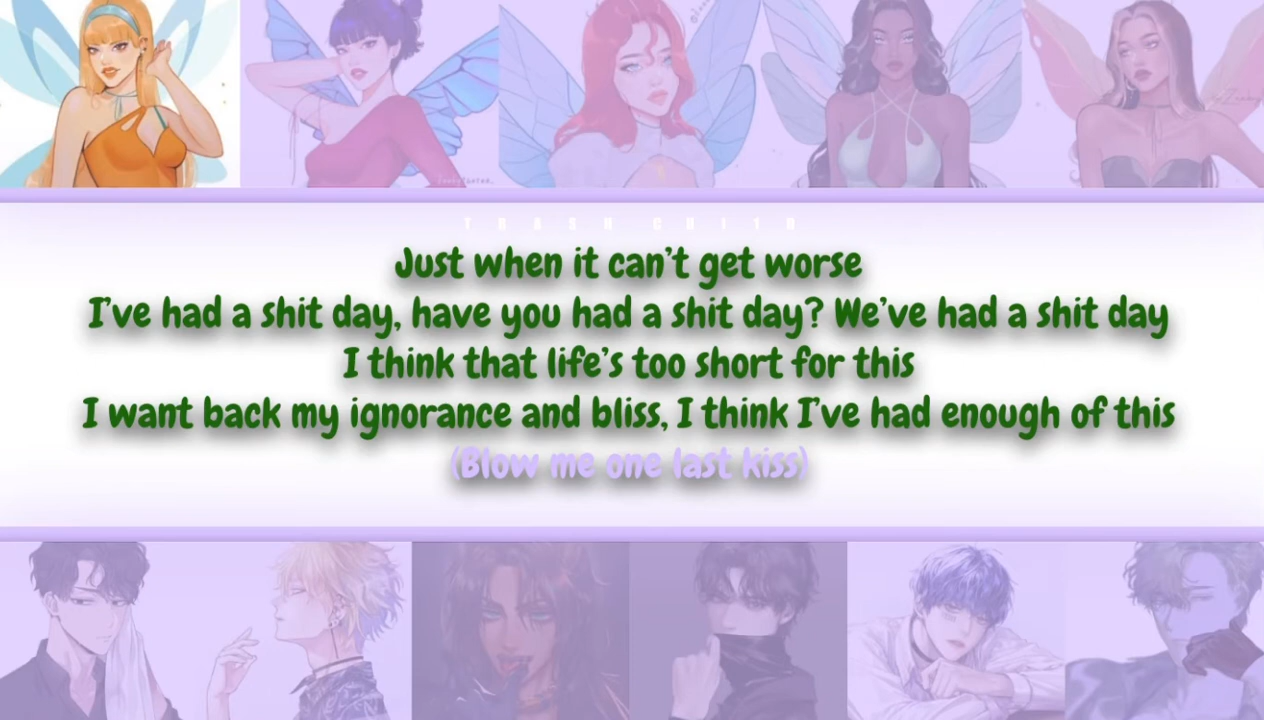 TRASH CHITO
Just when it can't get worse
I've had a shit day, have you had a shit day? We've had a shit day
I think that life's too short for this
I want back my ignorance and bliss, I think I've had enough of this
(Blow me one last kiss)